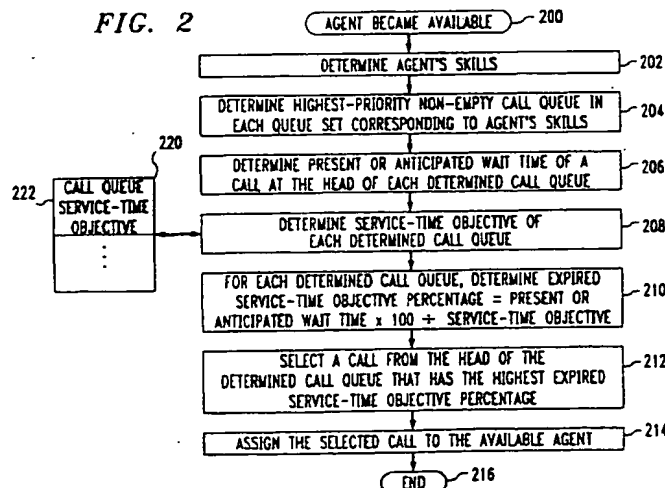 FIG. 2
AGENT BECAME AVAILABLE
200
DETERMINE AGENT'S SKILLS
202
DETERMINE HIGHEST-PRIORITY NON-EMPTY CALL QUEUE IN
EACH QUEUE SET CORRESPONDING TO AGENT'S SKILLS
204
DETERMINE PRESENT OR ANTICIPATED WAIT TIME OF A
CALL AT THE HEAD OF EACH DETERMINED CALL QUEUE
206
220
222
CALL QUEUE
SERVICE-TIME
OBJECTIVE
DETERMINE SERVICE-TIME OBJECTIVE OF
EACH DETERMINED CALL QUEUE
208
FOR EACH DETERMINED CALL QUEUE, DETERMINE EXPIRED
SERVICE-TIME OBJECTIVE PERCENTAGE = PRESENT OR
ANTICIPATED WAIT TIME x 100 ÷ SERVICE-TIME OBJECTIVE
210
SELECT A CALL FROM THE HEAD OF THE
DETERMINED CALL QUEUE THAT HAS THE HIGHEST EXPIRED
SERVICE-TIME OBJECTIVE PERCENTAGE
212
ASSIGN THE SELECTED CALL TO THE AVAILABLE AGENT
214
END
216